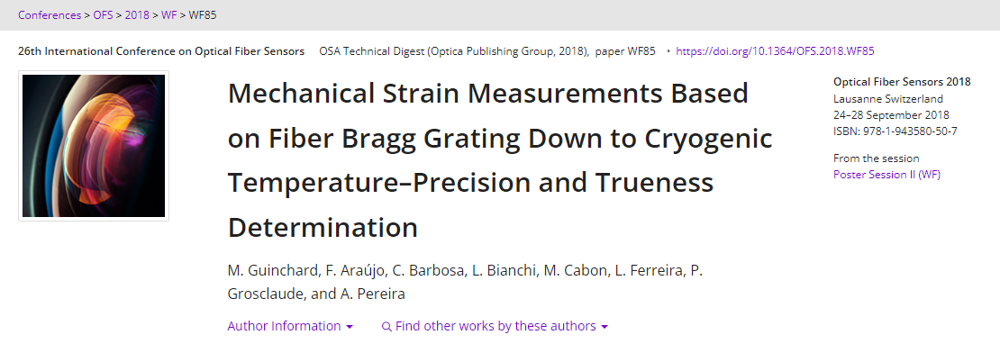 Conferences > OFS > 2018 > WF > WF85
26th International Conference on Optical Fiber Sensors OSA Technical Digest (Optica Publishing Group, 2018), paper WF85 • https://doi.org/10.1364/OFS.2018.WF85
Mechanical Strain Measurements Based
on Fiber Bragg Grating Down to Cryogenic
Temperature–Precision and Trueness
Determination
M. Guinchard, F. Araújo, C. Barbosa, L. Bianchi, M. Cabon, L. Ferreira, P.
Grosclaude, and A. Pereira
Author Information
Find other works by these authors
Optical Fiber Sensors 2018
Lausanne Switzerland
24–28 September 2018
ISBN: 978-1-943580-50-7
From the session
Poster Session II (WF)